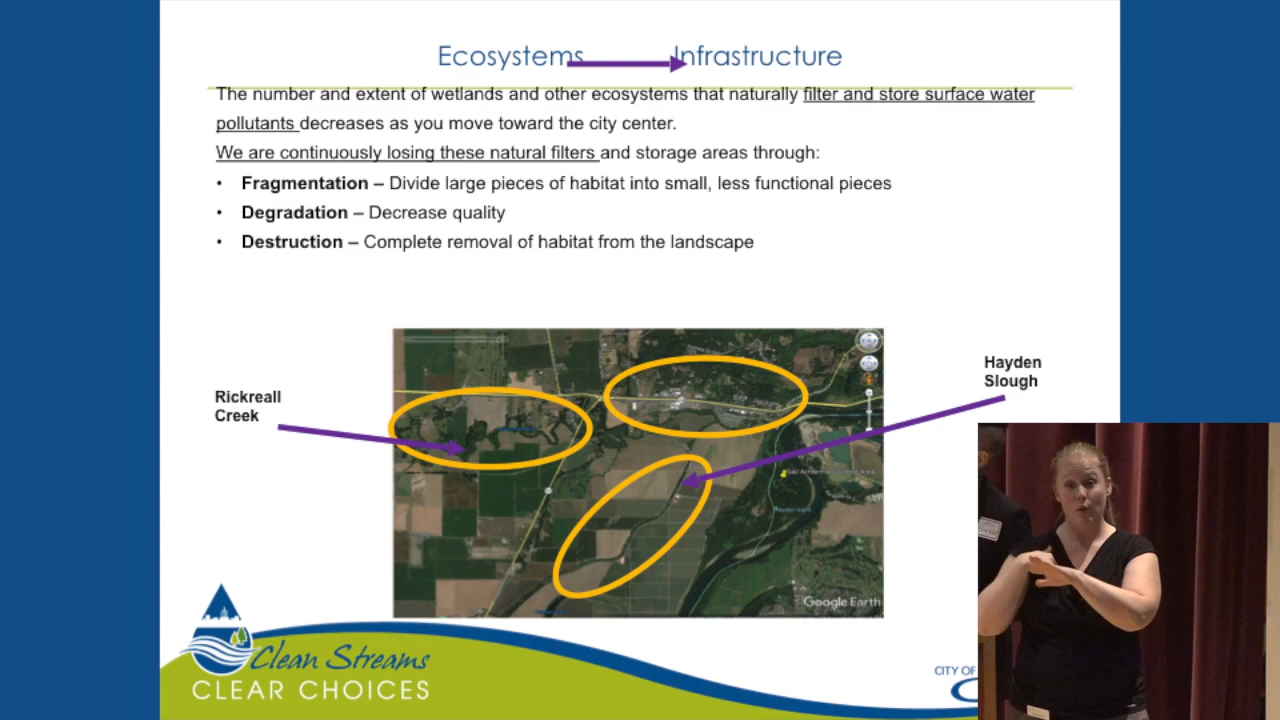 Ecosystems Infrastructure
The number and extent of wetlands and other ecosystems that naturally filter and store surface water
pollutants decreases as you move toward the city center.
We are continuously losing these natural filters and storage areas through:
• Fragmentation – Divide large pieces of habitat into small, less functional pieces
• Degradation – Decrease quality
• Destruction – Complete removal of habitat from the landscape
Hayden
Slough
Rickreall
Creek
Google Earth
Clean Streams
CLEAR CHOICES
CITY OF